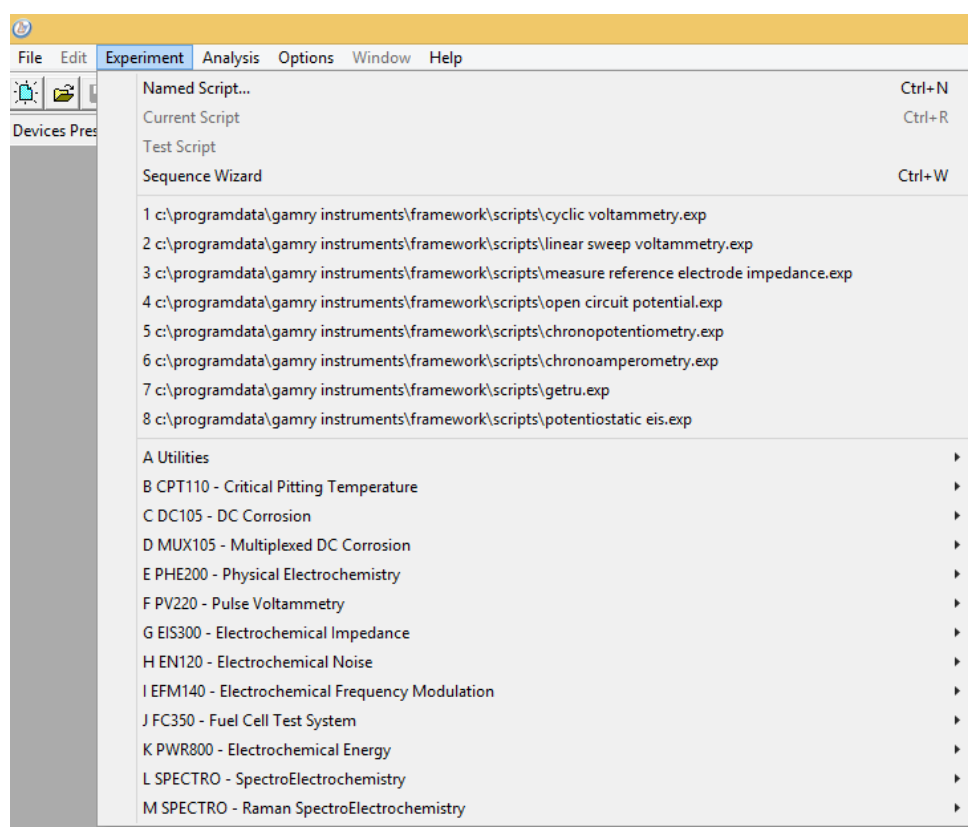 File Edit Experiment Analysis Options Window Help
Named Script... Ctrl+N
Current Script Ctrl+R
Devices Pres
Test Script
Sequence Wizard Ctrl+W
1 c:\programdata\gamry instruments\framework\scripts\cyclic voltammetry.exp
2 c:\programdata\gamry instruments\framework\scripts\linear sweep voltammetry.exp
3 c:\programdata\gamry instruments\framework\scripts\measure reference electrode impedance.exp
4 c:\programdata\gamry instruments\framework\scripts\open circuit potential.exp
5 c:\programdata\gamry instruments\framework\scripts\chronopotentiometry.exp
6 c:\programdata\gamry instruments\framework\scripts\chronoamperometry.exp
7 c:\programdata\gamry instruments\framework\scripts\getru.exp
8 c:\programdata\gamry instruments\framework\scripts\potentiostatic eis.exp
A Utilities
B CPT110 - Critical Pitting Temperature
C DC105 - DC Corrosion
D MUX105 - Multiplexed DC Corrosion
E PHE200 - Physical Electrochemistry
F PV220 - Pulse Voltammetry
G EIS300 - Electrochemical Impedance
H EN120 - Electrochemical Noise
I EFM140 - Electrochemical Frequency Modulation
J FC350 - Fuel Cell Test System
K PWR800 - Electrochemical Energy
L SPECTRO - SpectroElectrochemistry
M SPECTRO - Raman SpectroElectrochemistry